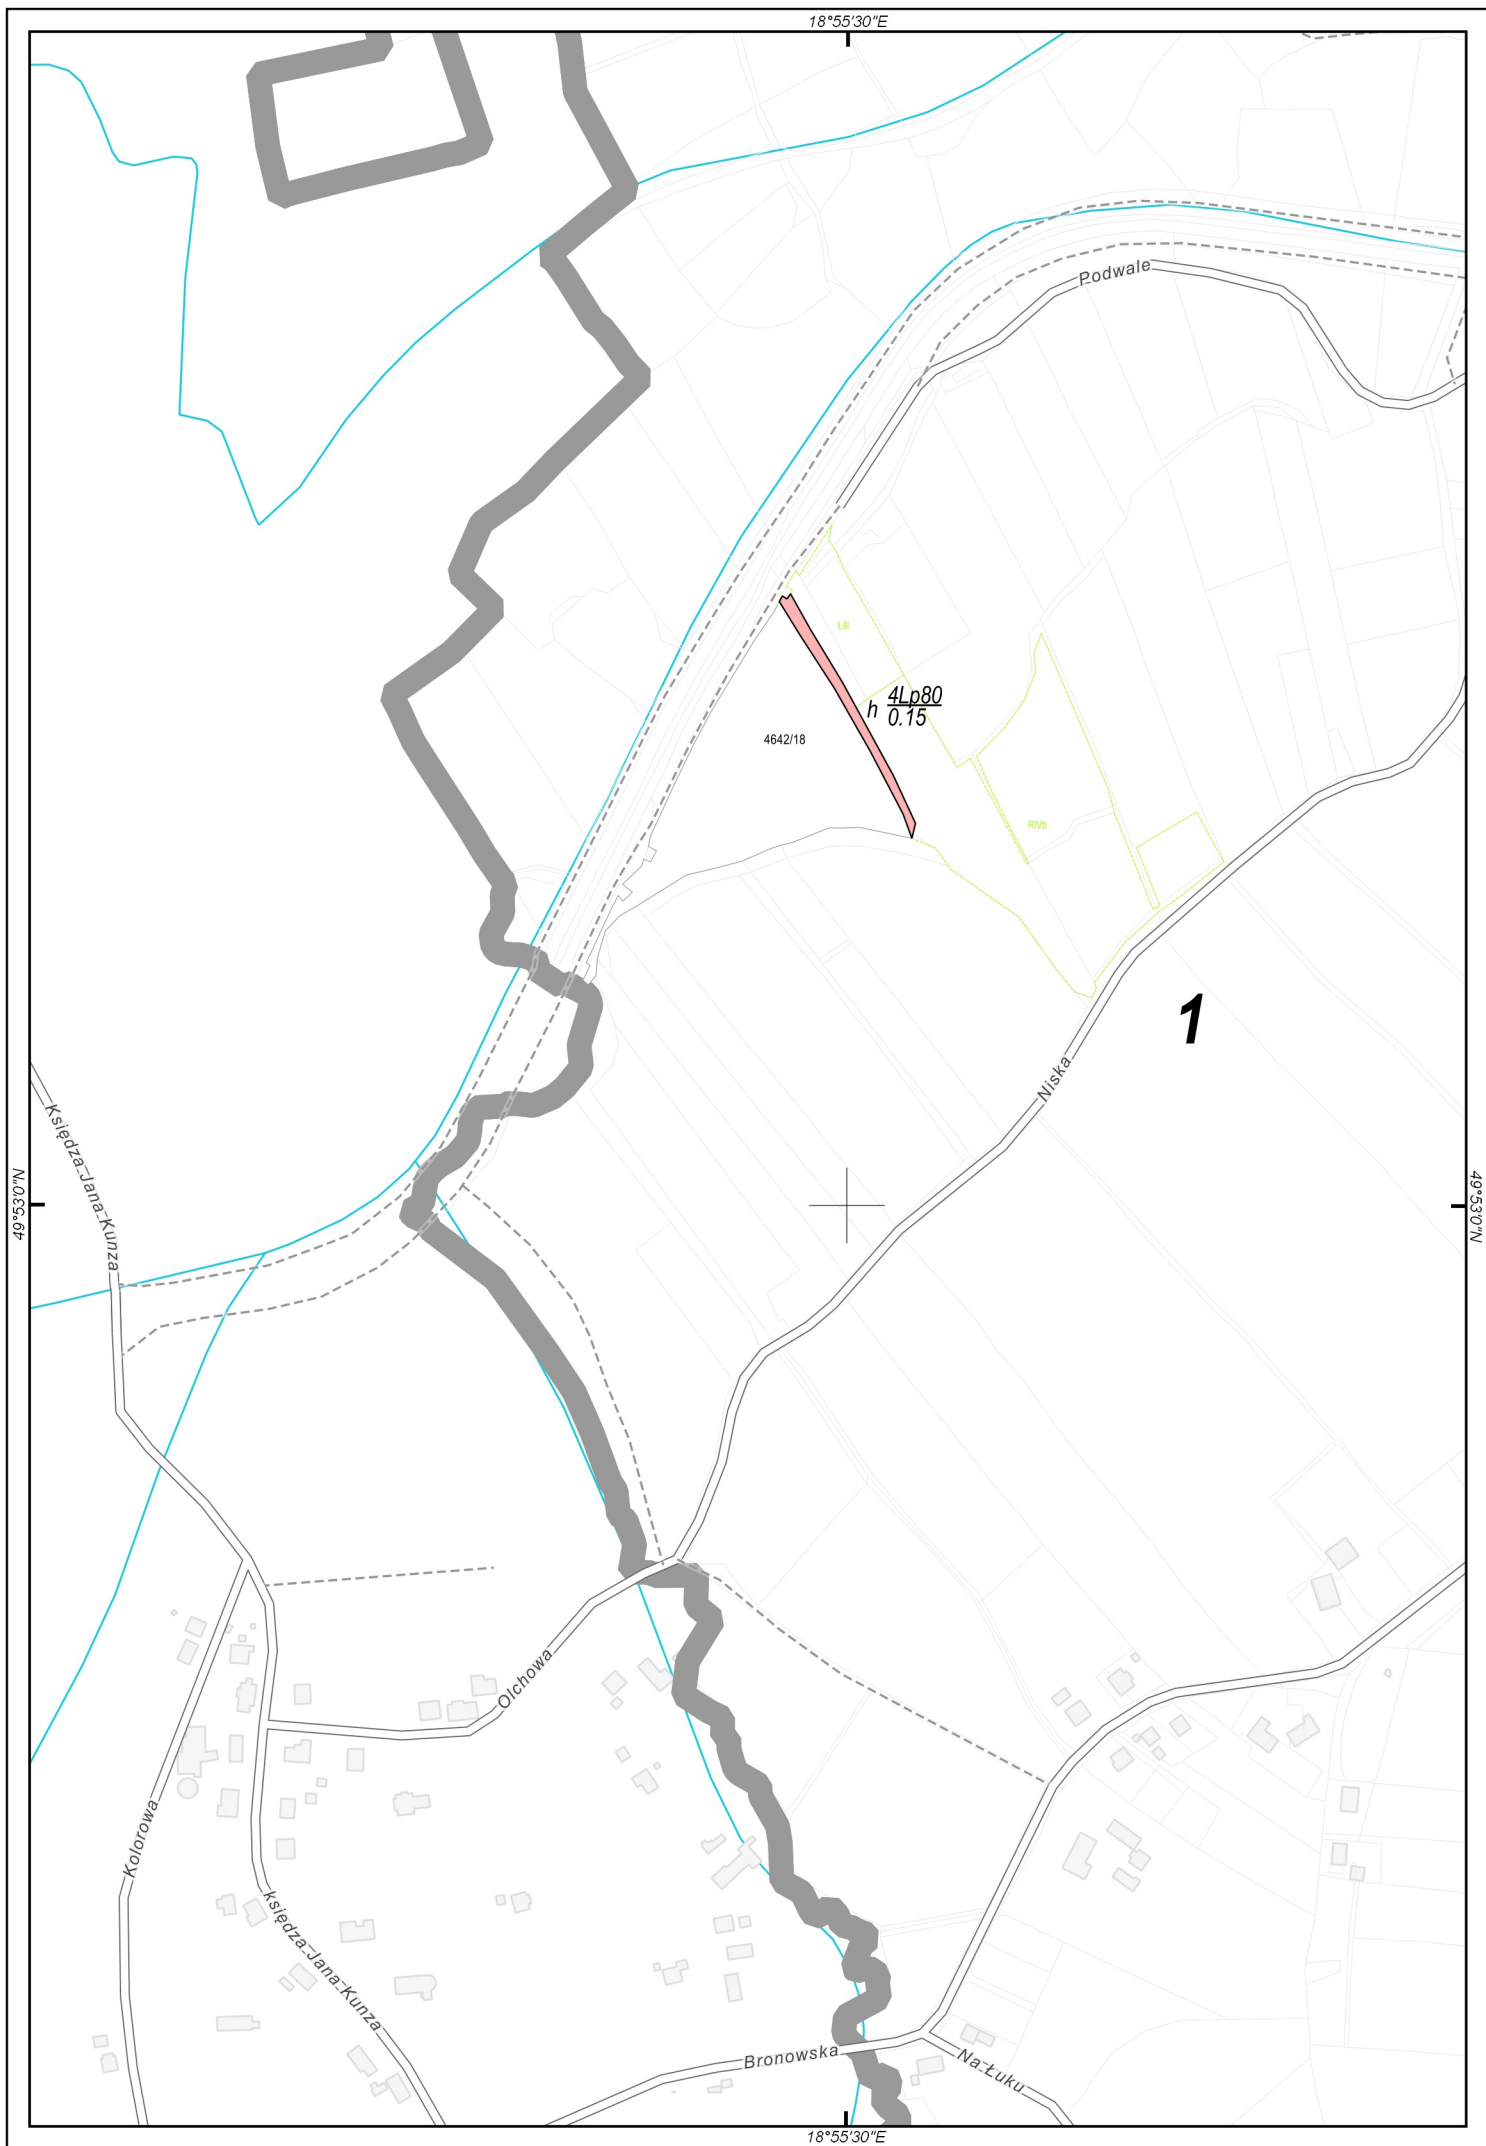 18°55'30"E
Podwale
ŁIII
h 4Lp80
0.15
4642/18
RIVb
1
Niska
Księdza Jana Kunza
49°53'0"N
49°53'0"N
Olchowa
Kolorowa
księdza Jana Kunza
Bronowska
Na Łuku
18°55'30"E